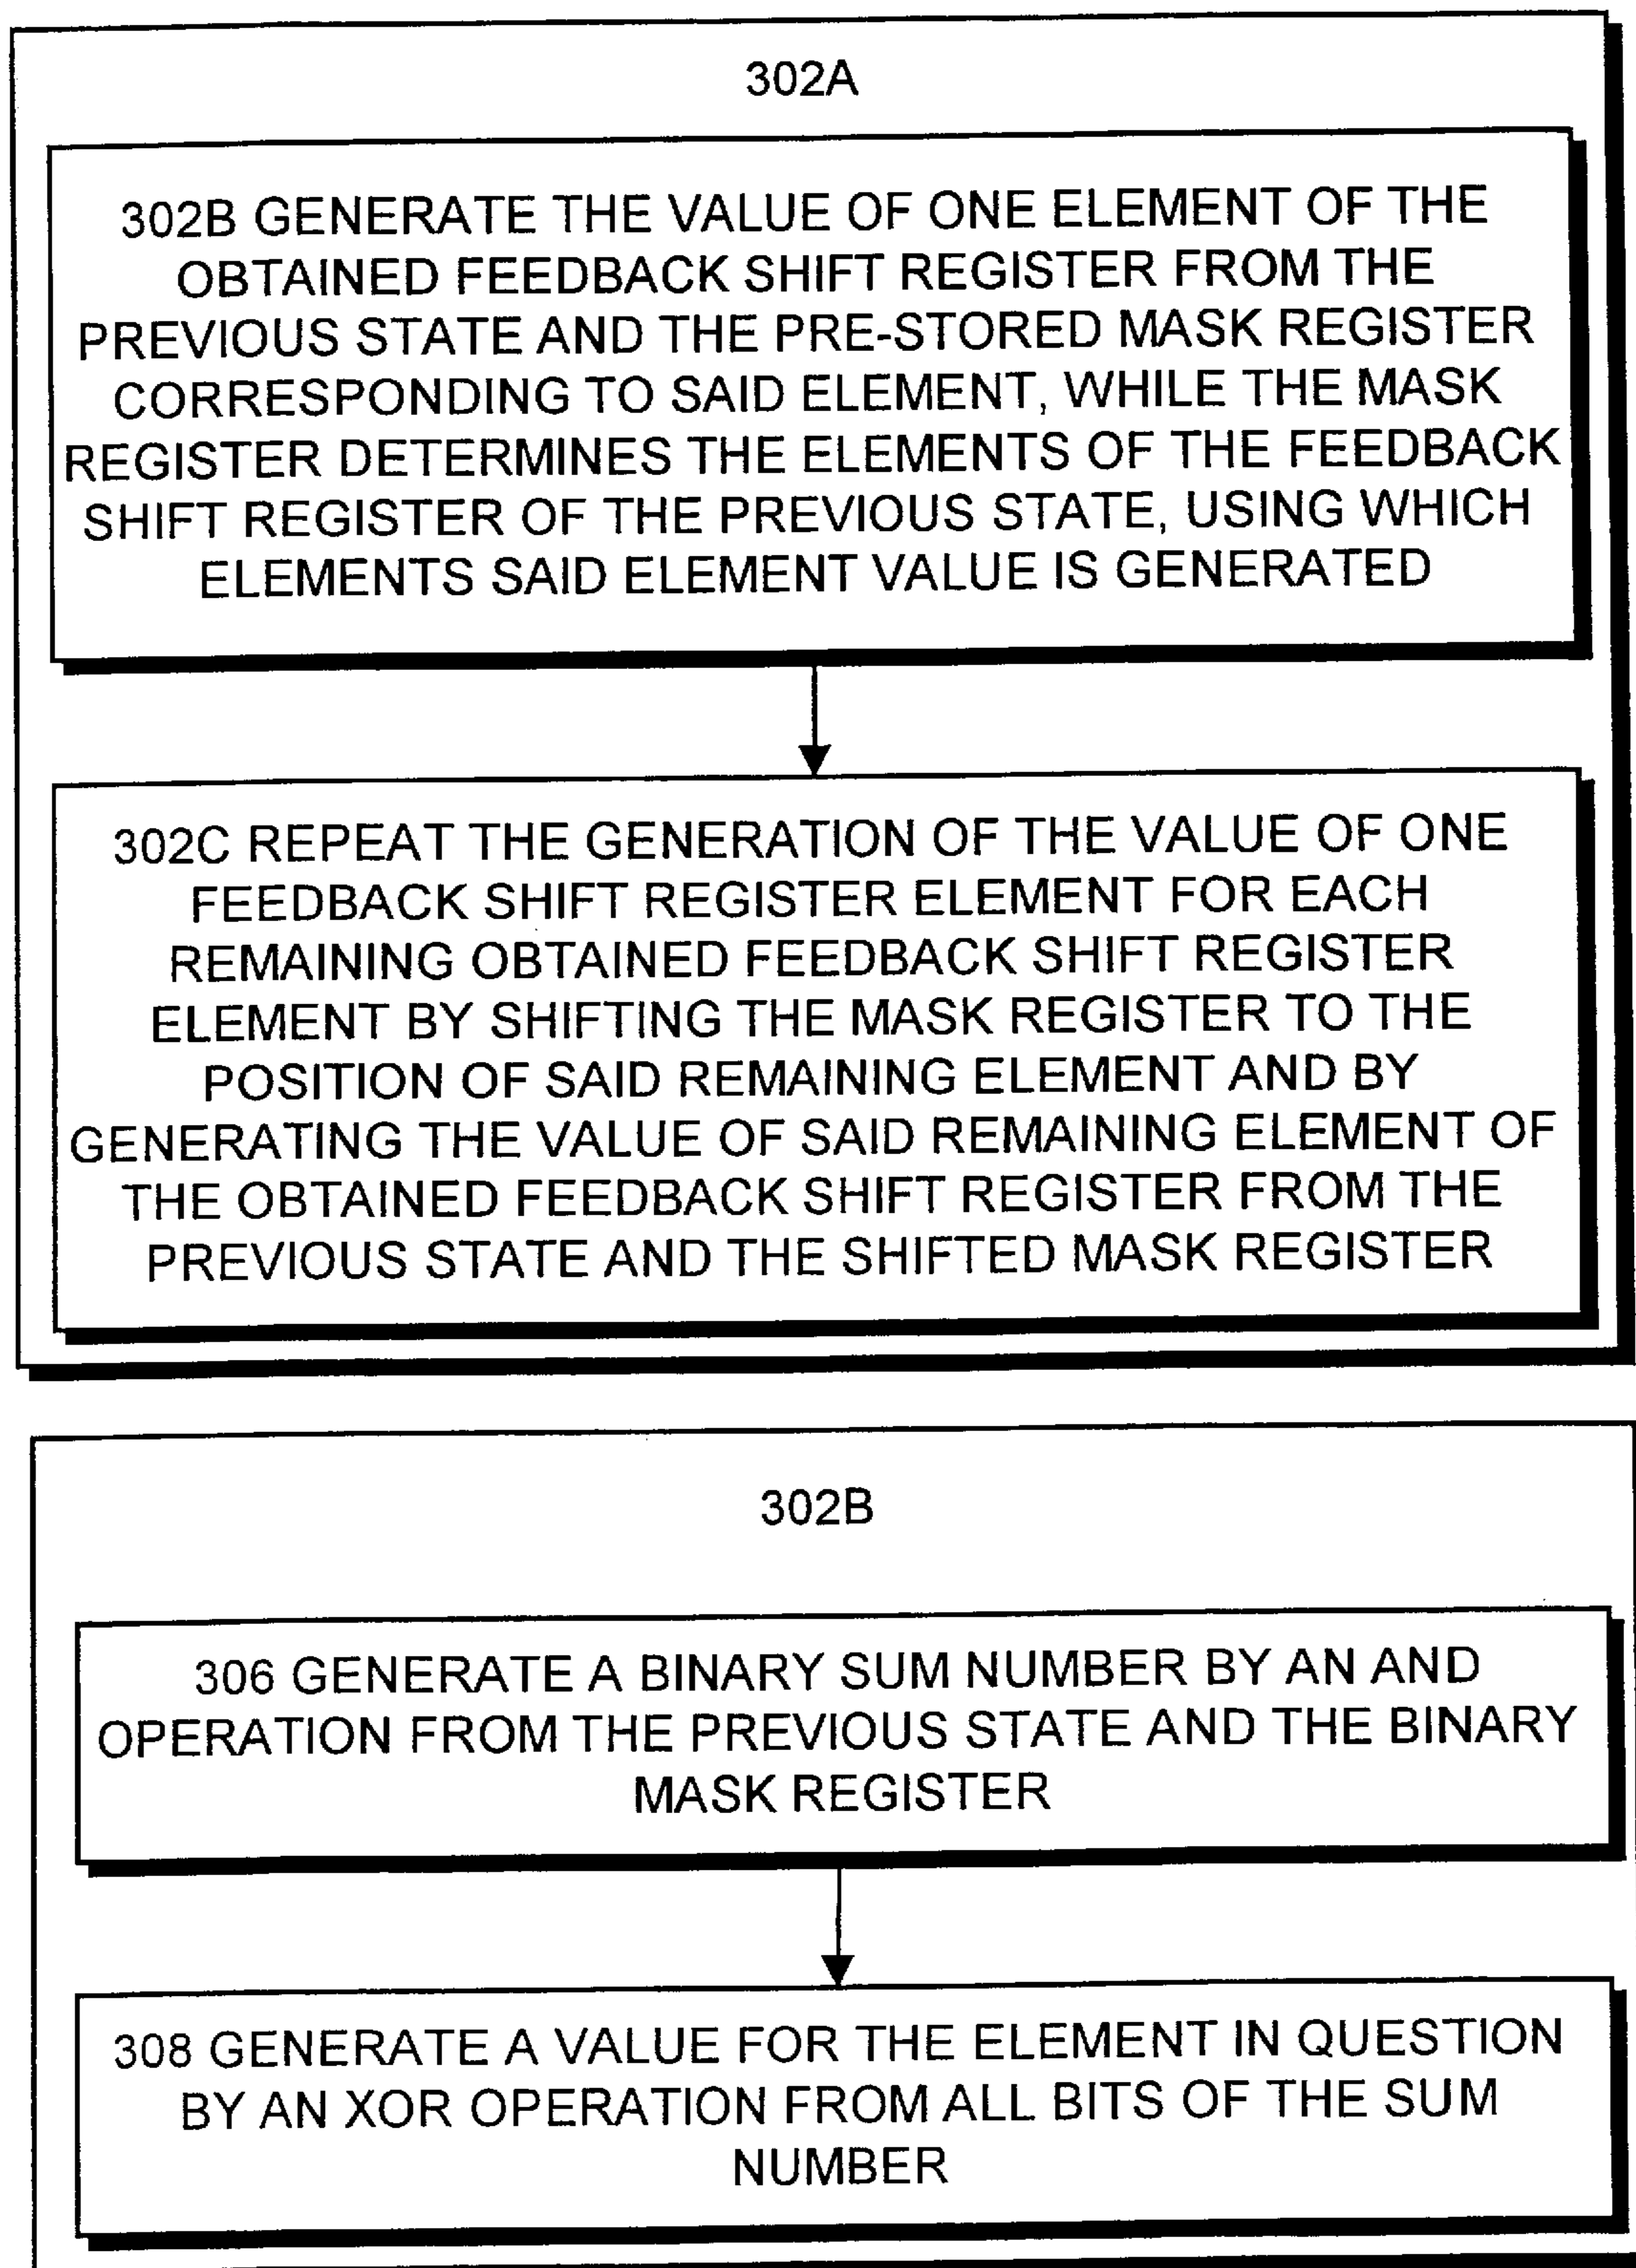 302A
302B GENERATE THE VALUE OF ONE ELEMENT OF THE
OBTAINED FEEDBACK SHIFT REGISTER FROM THE
PREVIOUS STATE AND THE PRE-STORED MASK REGISTER
CORRESPONDING TO SAID ELEMENT, WHILE THE MASK
REGISTER DETERMINES THE ELEMENTS OF THE FEEDBACK
SHIFT REGISTER OF THE PREVIOUS STATE, USING WHICH
ELEMENTS SAID ELEMENT VALUE IS GENERATED
302C REPEAT THE GENERATION OF THE VALUE OF ONE
FEEDBACK SHIFT REGISTER ELEMENT FOR EACH
REMAINING OBTAINED FEEDBACK SHIFT REGISTER
ELEMENT BY SHIFTING THE MASK REGISTER TO THE
POSITION OF SAID REMAINING ELEMENT AND BY
GENERATING THE VALUE OF SAID REMAINING ELEMENT OF
THE OBTAINED FEEDBACK SHIFT REGISTER FROM THE
PREVIOUS STATE AND THE SHIFTED MASK REGISTER
302B
306 GENERATE A BINARY SUM NUMBER BY AN AND
OPERATION FROM THE PREVIOUS STATE AND THE BINARY
MASK REGISTER
308 GENERATE A VALUE FOR THE ELEMENT IN QUESTION
BY AN XOR OPERATION FROM ALL BITS OF THE SUM
NUMBER